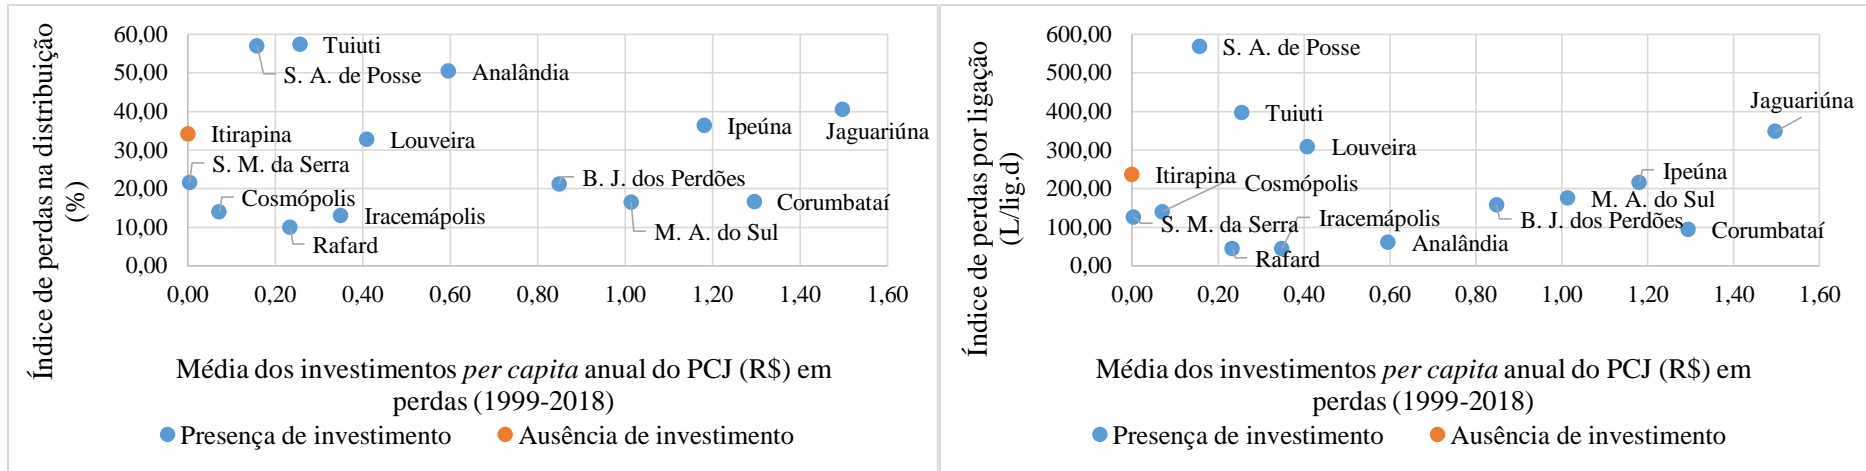 Índice de perdas na distribuição
(%)
60,00
50,00
40,00
30,00
20,00
10,00
0,00
Tuiuti
S. A. de Posse
Analândia
Itirapina
Louveira
Ipeúna
Jaguariúna
S. M. da Serra
Cosmópolis
Iracemápolis
B. J. dos Perdões
Corumbataí
Rafard
M. A. do Sul
0,00 0,20 0,40 0,60 0,80 1,00 1,20 1,40 1,60
Média dos investimentos per capita anual do PCJ (R$) em
perdas (1999-2018)
Presença de investimento Ausência de investimento
Índice de perdas por ligação
(L/lig.d)
600,00
500,00
400,00
300,00
200,00
100,00
0,00
S. A. de Posse
Jaguariúna
Tuiuti
Louveira
Itirapina
Cosmópolis
Ipeúna
M. A. do Sul
S. M. da Serra
Iracemápolis
B. J. dos Perdões
Rafard
Analândia
Corumbataí
0,00 0,20 0,40 0,60 0,80 1,00 1,20 1,40 1,60
Média dos investimentos per capita anual do PCJ (R$) em
perdas (1999-2018)
Presença de investimento Ausência de investimento